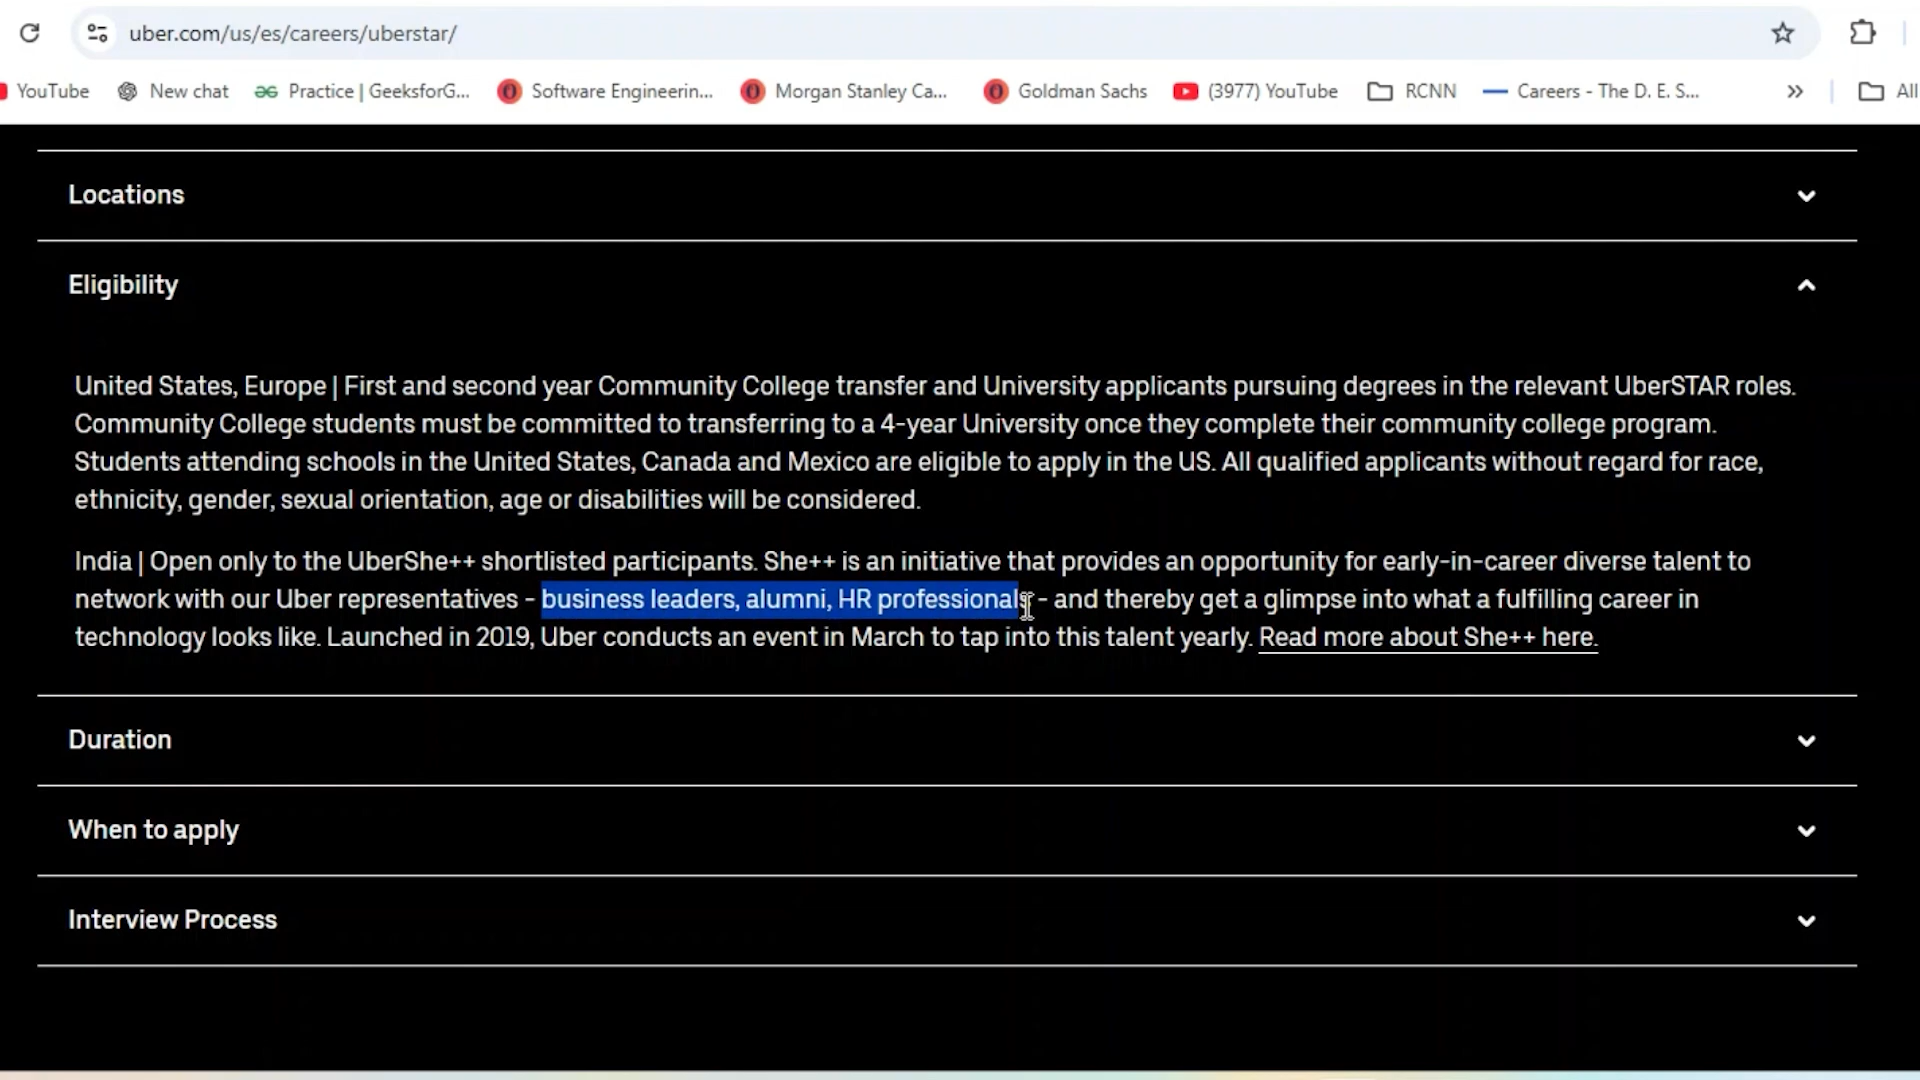 uber.com/us/es/careers/uberstar/
YouTube New chat Practice | GeeksforG... Software Engineerin... Morgan Stanley Ca... Goldman Sachs (3977) YouTube RCNN Careers - The D. E. S... » All
Locations
Eligibility
United States, Europe | First and second year Community College transfer and University applicants pursuing degrees in the relevant UberSTAR roles.
Community College students must be committed to transferring to a 4-year University once they complete their community college program.
Students attending schools in the United States, Canada and Mexico are eligible to apply in the US. All qualified applicants without regard for race,
ethnicity, gender, sexual orientation, age or disabilities will be considered.
India | Open only to the UberShe++ shortlisted participants. She++ is an initiative that provides an opportunity for early-in-career diverse talent to
network with our Uber representatives - business leaders, alumni, HR professionals - and thereby get a glimpse into what a fulfilling career in
technology looks like. Launched in 2019, Uber conducts an event in March to tap into this talent yearly. Read more about She++ here.
Duration
When to apply
Interview Process